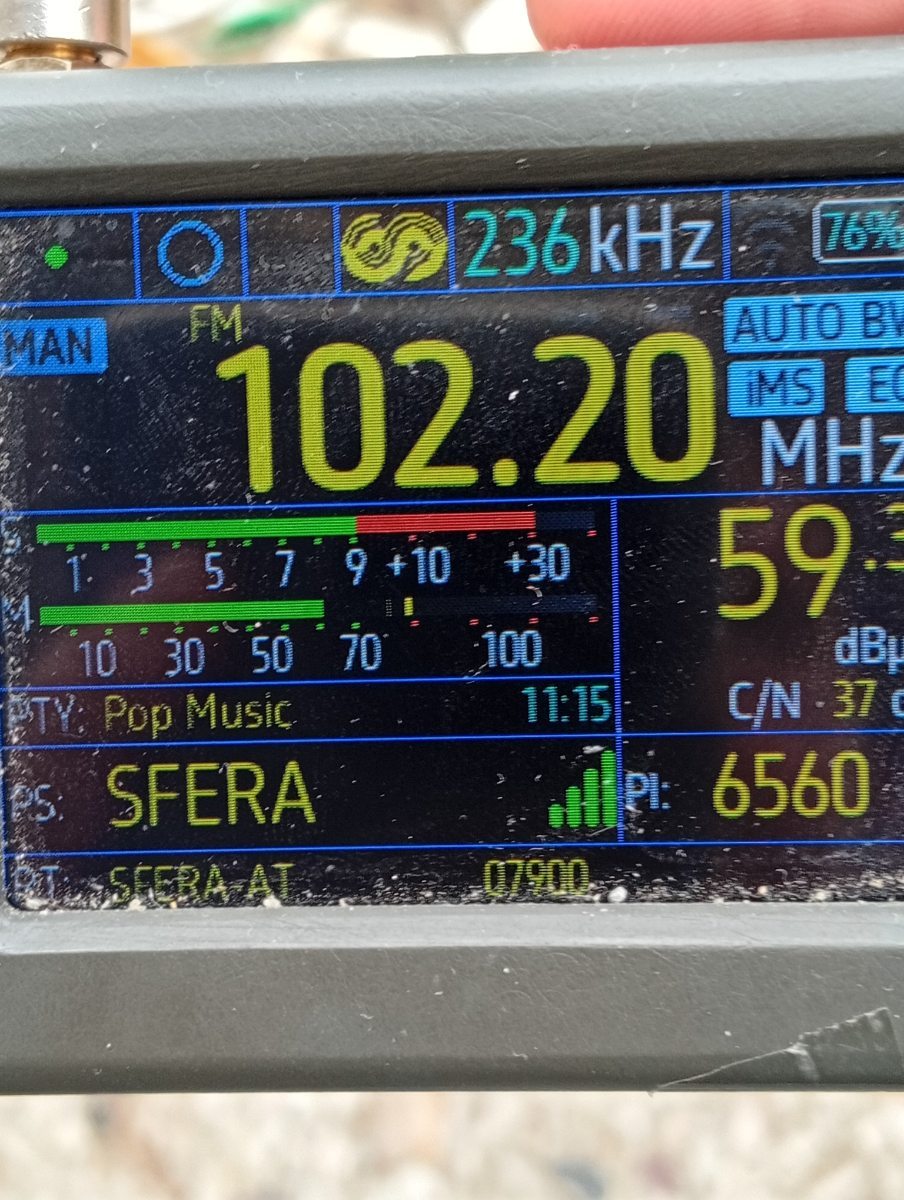 236 kHz 76%
FM
MAN AUTO BW
iMS EQ
102.20 MHz
S
1 3 5 7 9 +10 +30
59.3
M
10 30 50 70 100
dBµ
PTY: Pop Music 11:15
C/N 37
PS: SFERA
PI: 6560
RT SFERA-AT 07900